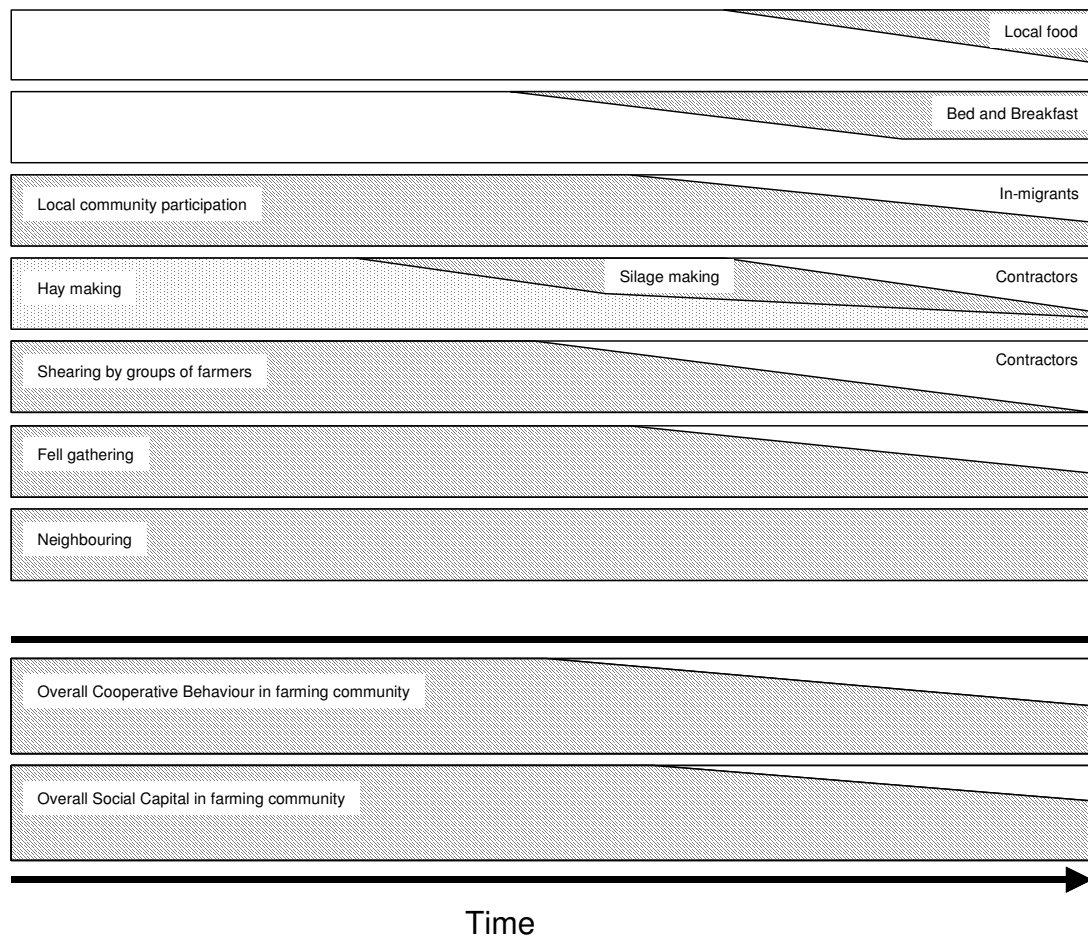 Local food
Bed and Breakfast
Local community participation
In-migrants
Hay making
Silage making
Contractors
Shearing by groups of farmers
Contractors
Fell gathering
Neighbouring
Overall Cooperative Behaviour in farming community
Overall Social Capital in farming community
Time